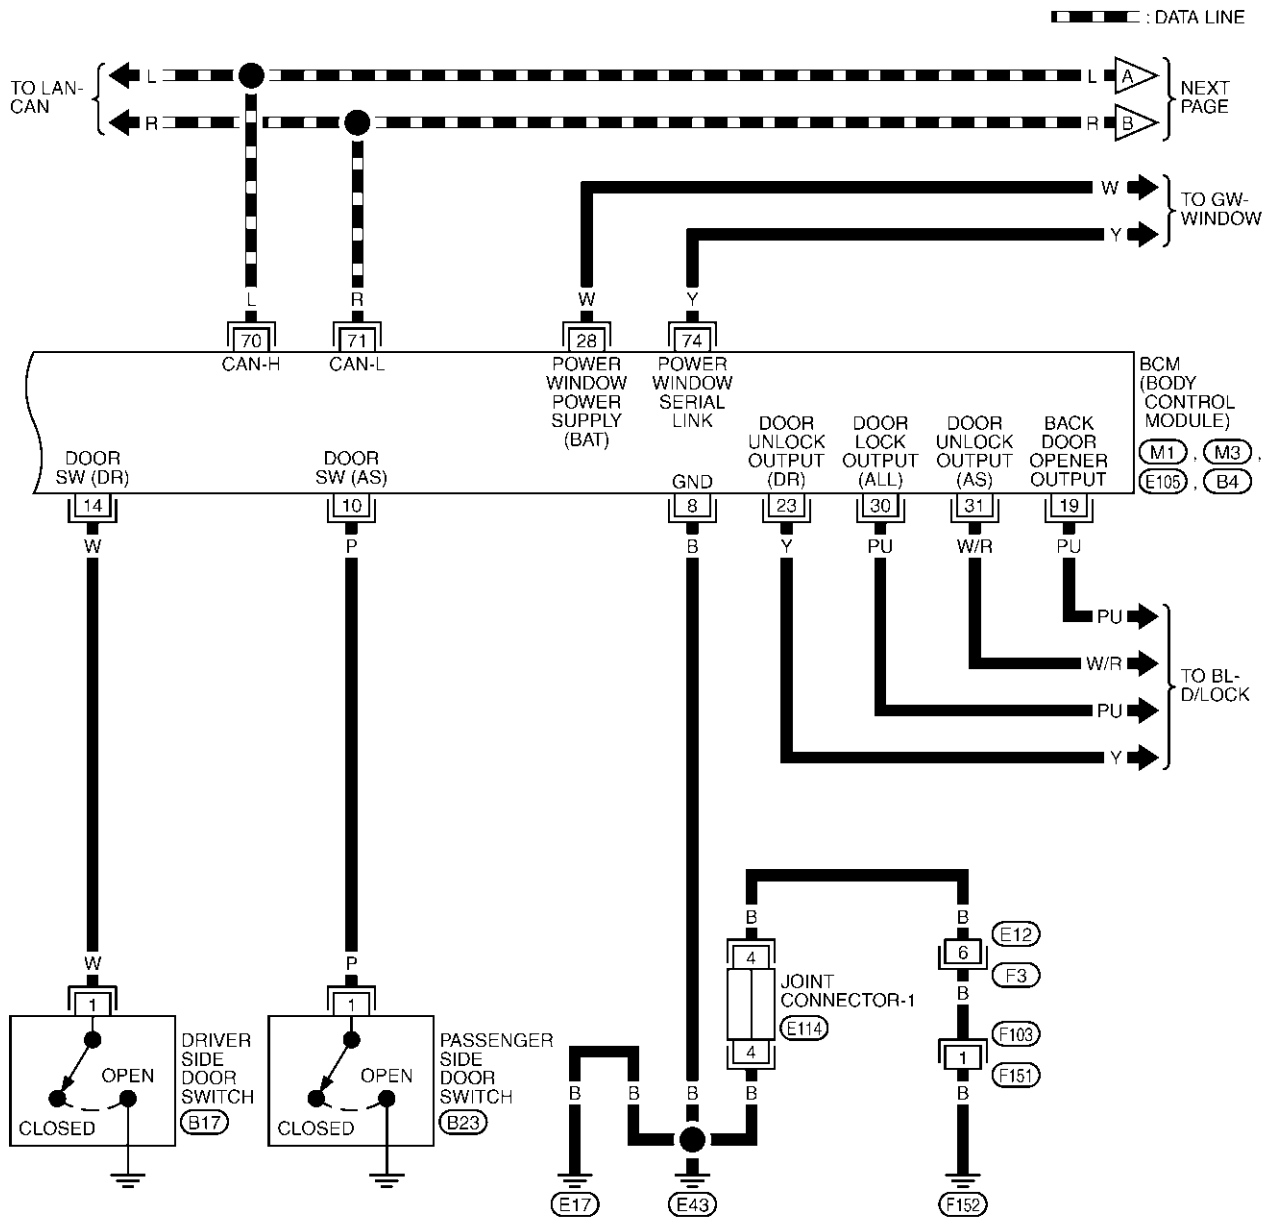 : DATA LINE
TO LAN-
CAN
L
L
A
R
R
B
NEXT
PAGE
W
Y
TO GW-
WINDOW
L
R
W
Y
70
71
28
74
CAN-H
CAN-L
POWER
WINDOW
POWER
SUPPLY
(BAT)
POWER
WINDOW
SERIAL
LINK
BCM
(BODY
CONTROL
MODULE)
M1 , M3 ,
E105 , B4
DOOR
SW (DR)
DOOR
SW (AS)
GND
DOOR
UNLOCK
OUTPUT
(DR)
DOOR
LOCK
OUTPUT
(ALL)
DOOR
UNLOCK
OUTPUT
(AS)
BACK
DOOR
OPENER
OUTPUT
14
10
8
23
30
31
19
W
P
B
Y
PU
W/R
PU
PU
W/R
PU
Y
TO BL-
D/LOCK
W
P
1
1
DRIVER
SIDE
DOOR
SWITCH
B17
OPEN
CLOSED
PASSENGER
SIDE
DOOR
SWITCH
B23
OPEN
CLOSED
B
B
4
JOINT
CONNECTOR-1
E114
4
6
E12
F3
B
F103
1
F151
B
B
B
B
B
E17
E43
F152